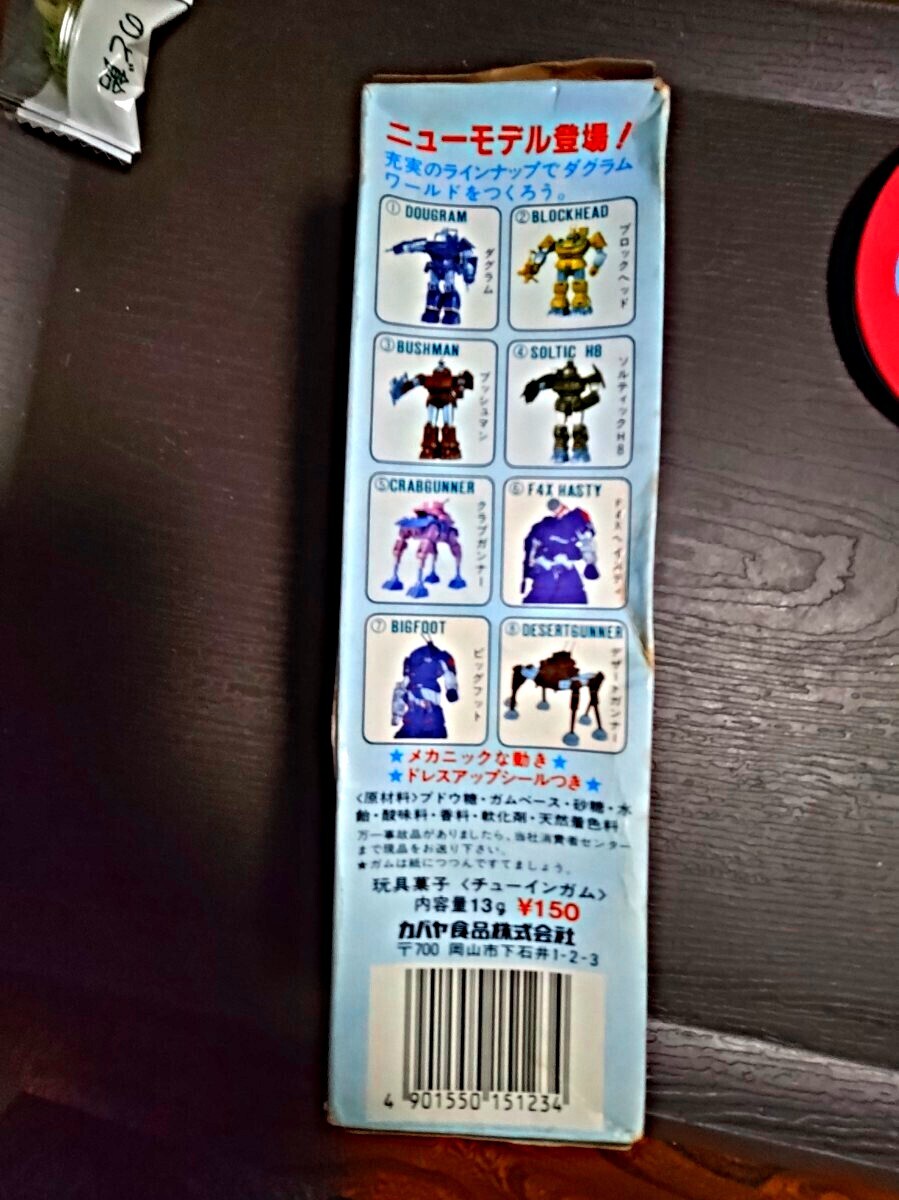 のど飴
ニューモデル登場!
充実のラインナップでダグラム
ワールドをつくろう。
① DOUGRAM
ダグラム
② BLOCKHEAD
ブロックヘッド
③ BUSHMAN
ブッシュマン
④ SOLTIC H8
ソルティックH8
⑤ CRABGUNNER
クラブガンナー
⑥ F4X HASTY
F4Xヘイスティ
⑦ BIGFOOT
ビッグフット
⑧ DESERTGUNNER
デザートガンナー
★メカニックな動き★
★ドレスアップシールつき★
〈原材料〉ブドウ糖・ガムベース・砂糖・水
飴・酸味料・香料・軟化剤・天然着色料
万一事故品がありましたら、当社消費者センター
まで現品をお送り下さい。
★ガムは紙につつんですてましょう。
玩具菓子〈チューインガム〉
内容量13g ¥150
カバヤ食品株式会社
〒700 岡山市下石井1-2-3
4 901550 151234